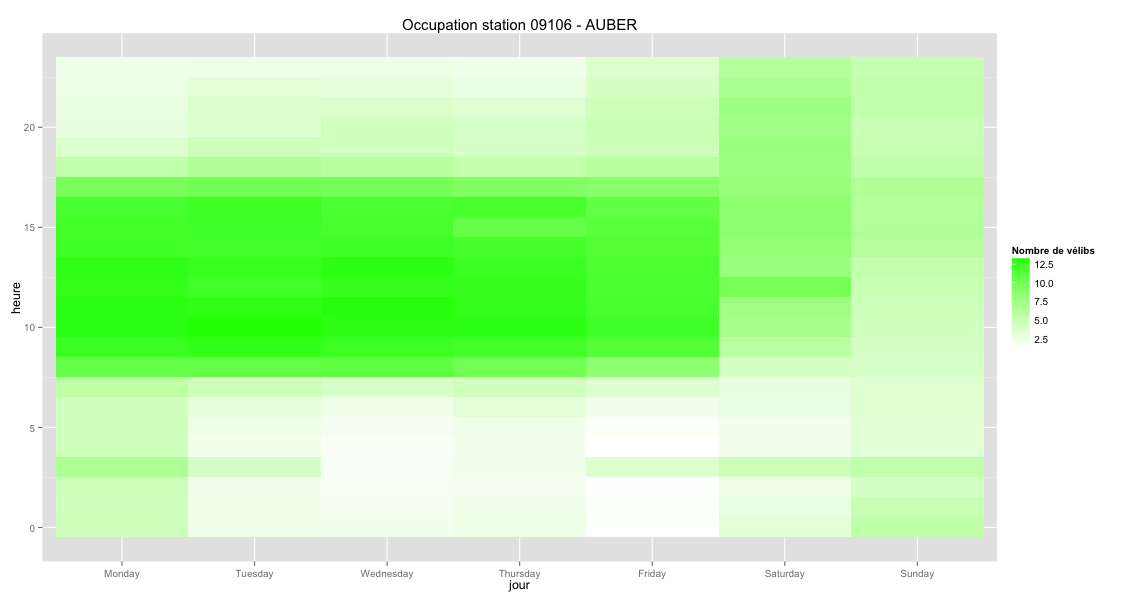 Occupation station 09106 - AUBER
heure
20
15
10
5
0
Monday Tuesday Wednesday Thursday Friday Saturday Sunday
jour
Nombre de vélibs
12.5
10.0
7.5
5.0
2.5